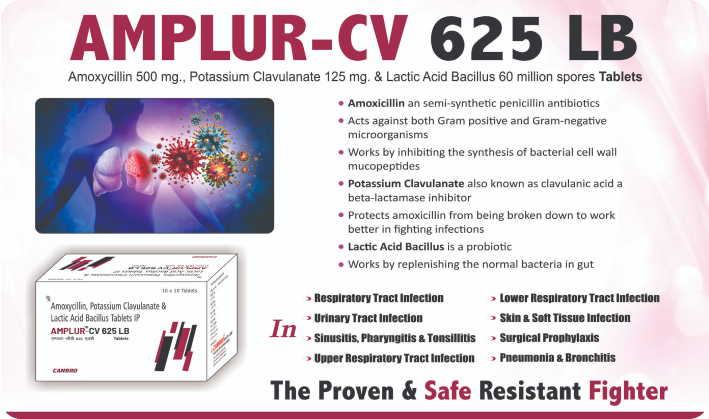 AMPLUR-CV 625 LB
Amoxycillin 500 mg., Potassium Clavulanate 125 mg. & Lactic Acid Bacillus 60 million spores Tablets
• Amoxicillin an semi-synthetic penicillin antibiotics
• Acts against both Gram positive and Gram-negative
microorganisms
• Works by inhibiting the synthesis of bacterial cell wall
mucopeptides
• Potassium Clavulanate also known as clavulanic acid a
beta-lactamase inhibitor
• Protects amoxicillin from being broken down to work
better in fighting infections
• Lactic Acid Bacillus is a probiotic
• Works by replenishing the normal bacteria in gut
10 x 10 Tablets
Rx
Amoxycillin, Potassium Clavulanate &
Lactic Acid Bacillus Tablets IP
AMPLUR™-CV 625 LB
Tablets
CANBRO
In
Respiratory Tract Infection
Urinary Tract Infection
Sinusitis, Pharyngitis & Tonsillitis
Upper Respiratory Tract Infection
Lower Respiratory Tract Infection
Skin & Soft Tissue Infection
Surgical Prophylaxis
Pneumonia & Bronchitis
The Proven & Safe Resistant Fighter